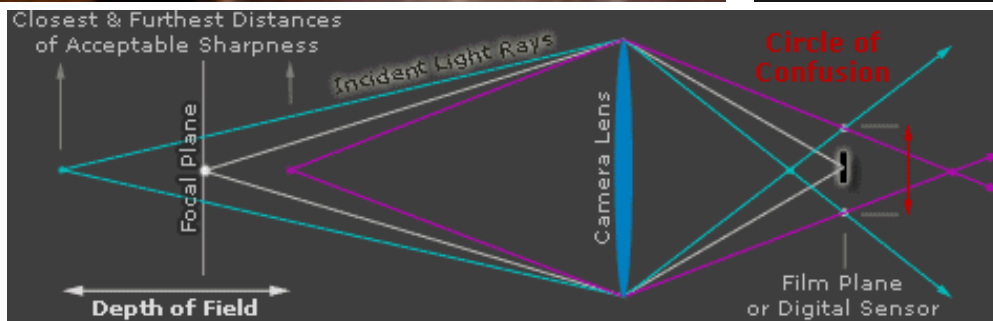 Closest & Furthest Distances
of Acceptable Sharpness
Incident Light Rays
Circle of
Confusion
Focal Plane
Camera Lens
Depth of Field
Film Plane
or Digital Sensor